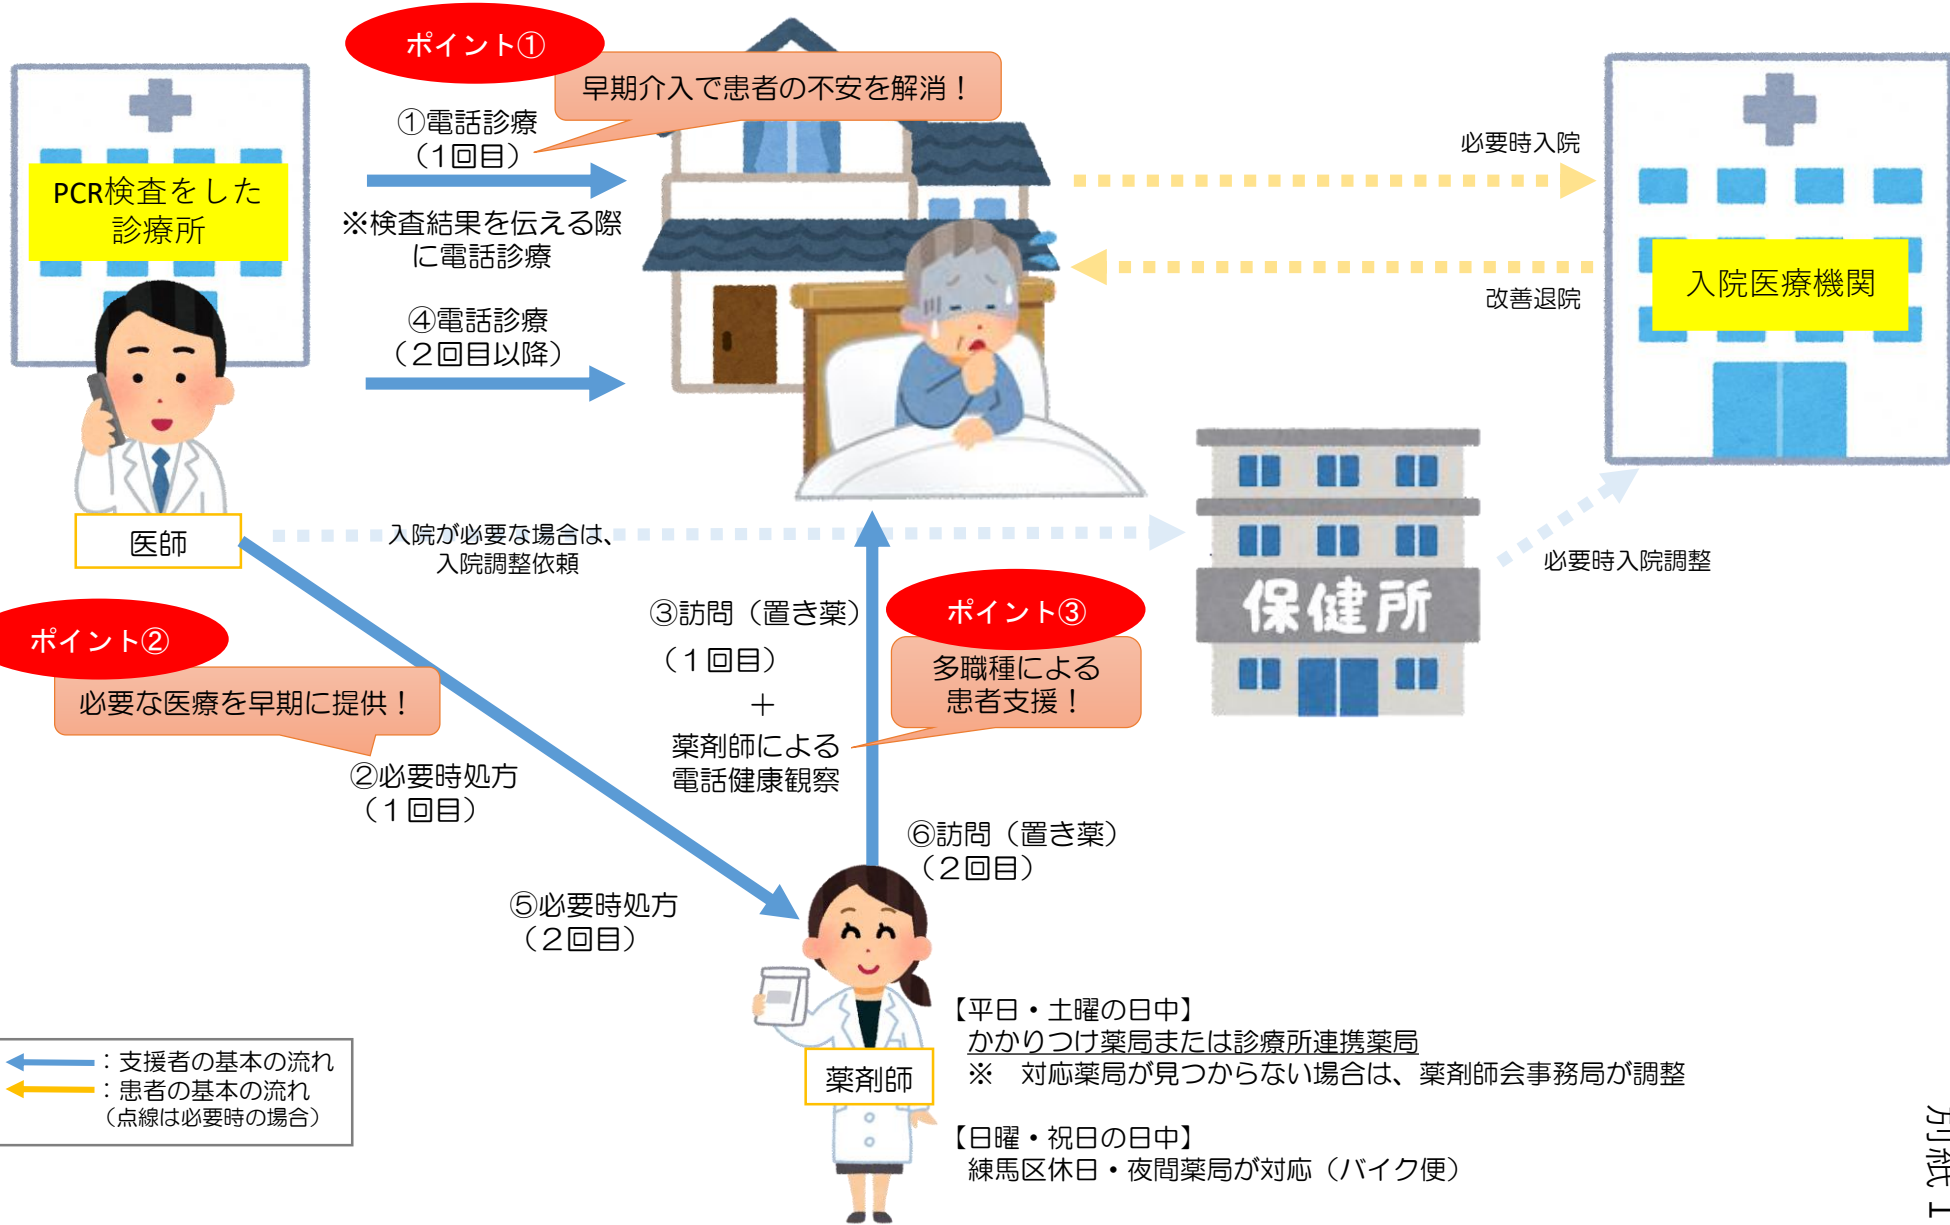 ポイント①
早期介入で患者の不安を解消！
①電話診療
（１回目）
※検査結果を伝える際
に電話診療
④電話診療
（２回目以降）
PCR検査をした
診療所
医師
必要時入院
改善退院
入院医療機関
入院が必要な場合は、
入院調整依頼
保健所
必要時入院調整
ポイント②
必要な医療を早期に提供！
②必要時処方
（１回目）
⑤必要時処方
（２回目）
③訪問（置き薬）
（１回目）
＋
薬剤師による
電話健康観察
ポイント③
多職種による
患者支援！
⑥訪問（置き薬）
（２回目）
薬剤師
【平日・土曜の日中】
かかりつけ薬局または診療所連携薬局
※　対応薬局が見つからない場合は、薬剤師会事務局が調整
【日曜・祝日の日中】
練馬区休日・夜間薬局が対応（バイク便）
：支援者の基本の流れ
：患者の基本の流れ
（点線は必要時の場合）
別紙１